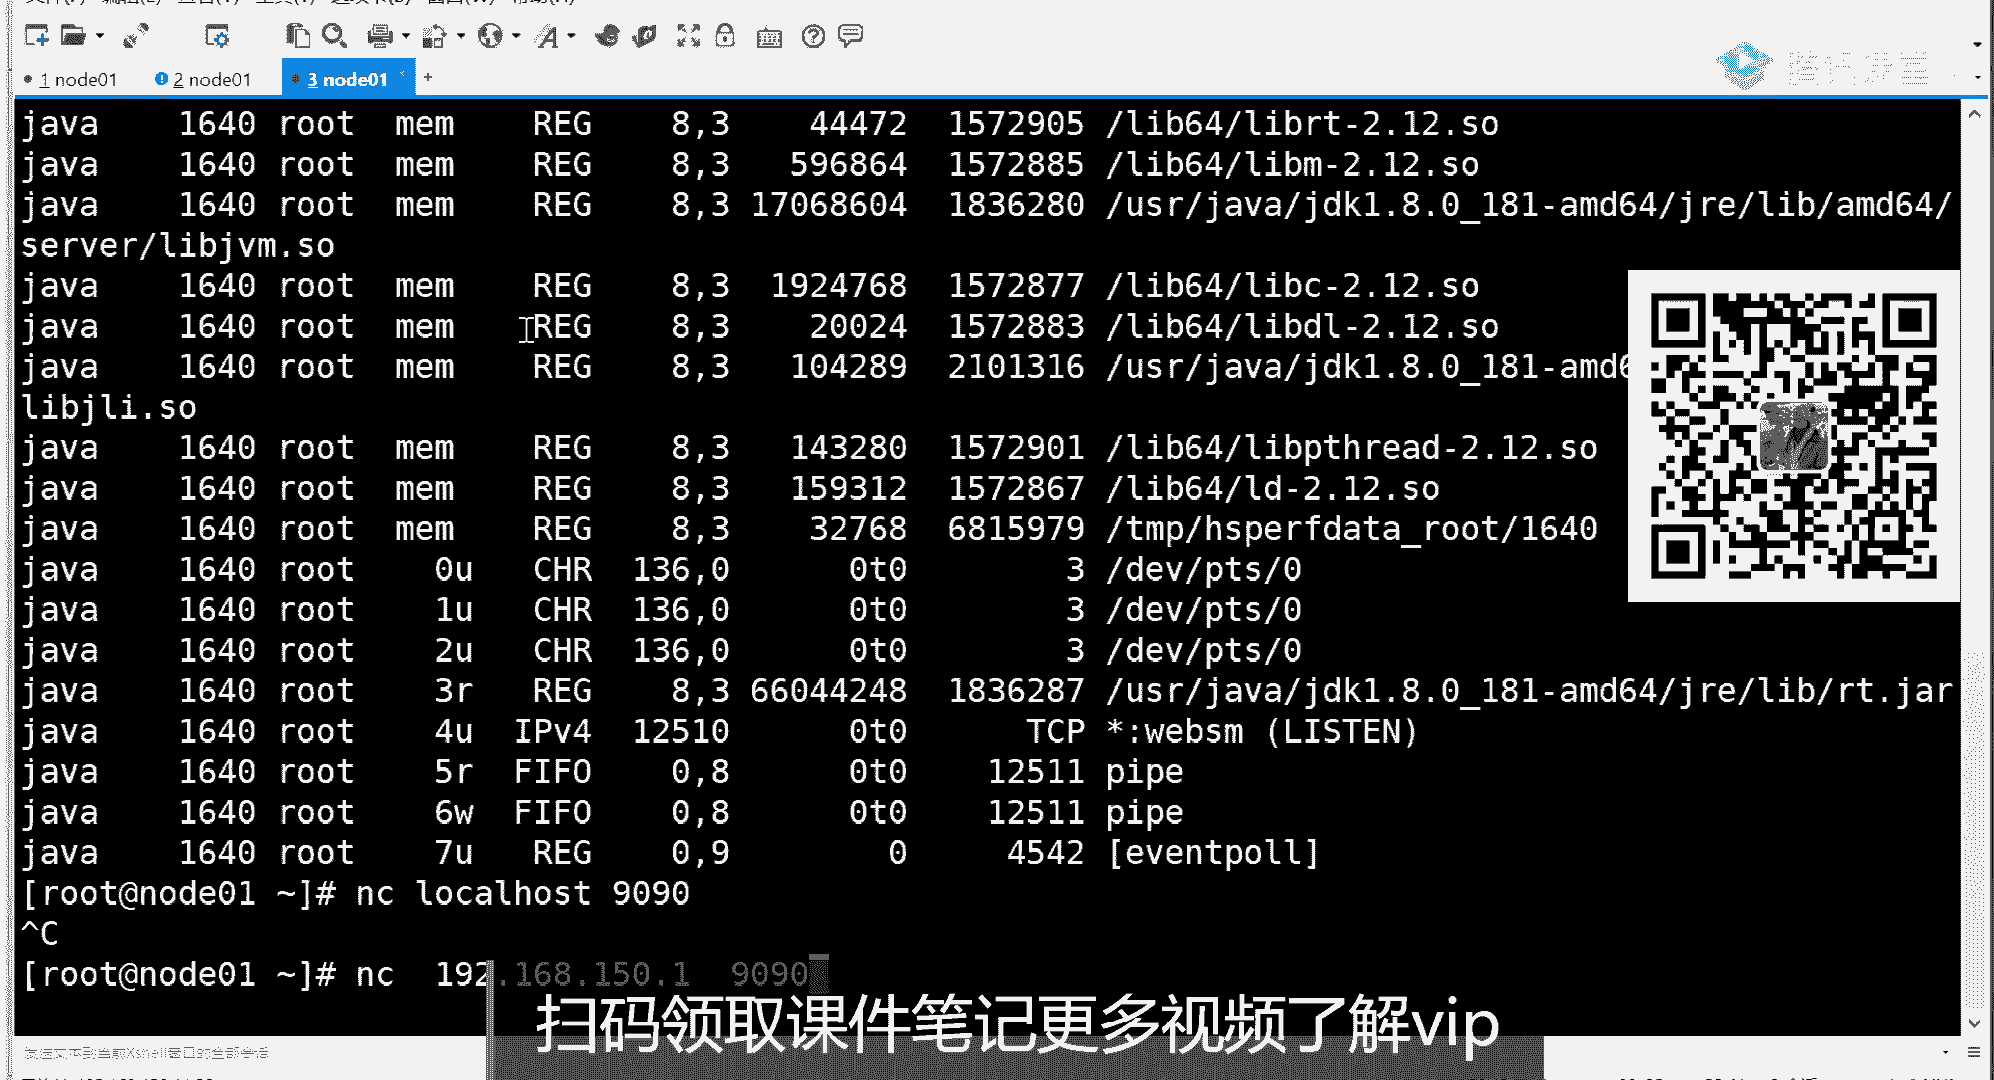 1 node01
2 node01
3 node01
+
java 1640 root mem REG 8,3 44472 1572905 /lib64/librt-2.12.so
java 1640 root mem REG 8,3 596864 1572885 /lib64/libm-2.12.so
java 1640 root mem REG 8,3 17068604 1836280 /usr/java/jdk1.8.0_181-amd64/jre/lib/amd64/
server/libjvm.so
java 1640 root mem REG 8,3 1924768 1572877 /lib64/libc-2.12.so
java 1640 root mem REG 8,3 20024 1572883 /lib64/libdl-2.12.so
java 1640 root mem REG 8,3 104289 2101316 /usr/java/jdk1.8.0_181-amd6
libjli.so
java 1640 root mem REG 8,3 143280 1572901 /lib64/libpthread-2.12.so
java 1640 root mem REG 8,3 159312 1572867 /lib64/ld-2.12.so
java 1640 root mem REG 8,3 32768 6815979 /tmp/hsperfdata_root/1640
java 1640 root 0u CHR 136,0 0t0 3 /dev/pts/0
java 1640 root 1u CHR 136,0 0t0 3 /dev/pts/0
java 1640 root 2u CHR 136,0 0t0 3 /dev/pts/0
java 1640 root 3r REG 8,3 66044248 1836287 /usr/java/jdk1.8.0_181-amd64/jre/lib/rt.jar
java 1640 root 4u IPv4 12510 0t0 TCP *:websm (LISTEN)
java 1640 root 5r FIFO 0,8 0t0 12511 pipe
java 1640 root 6w FIFO 0,8 0t0 12511 pipe
java 1640 root 7u REG 0,9 0 4542 [eventpoll]
[root@node01 ~]# nc localhost 9090
^C
[root@node01 ~]# nc 192.168.150.1 9090
扫码领取课件笔记更多视频了解vip